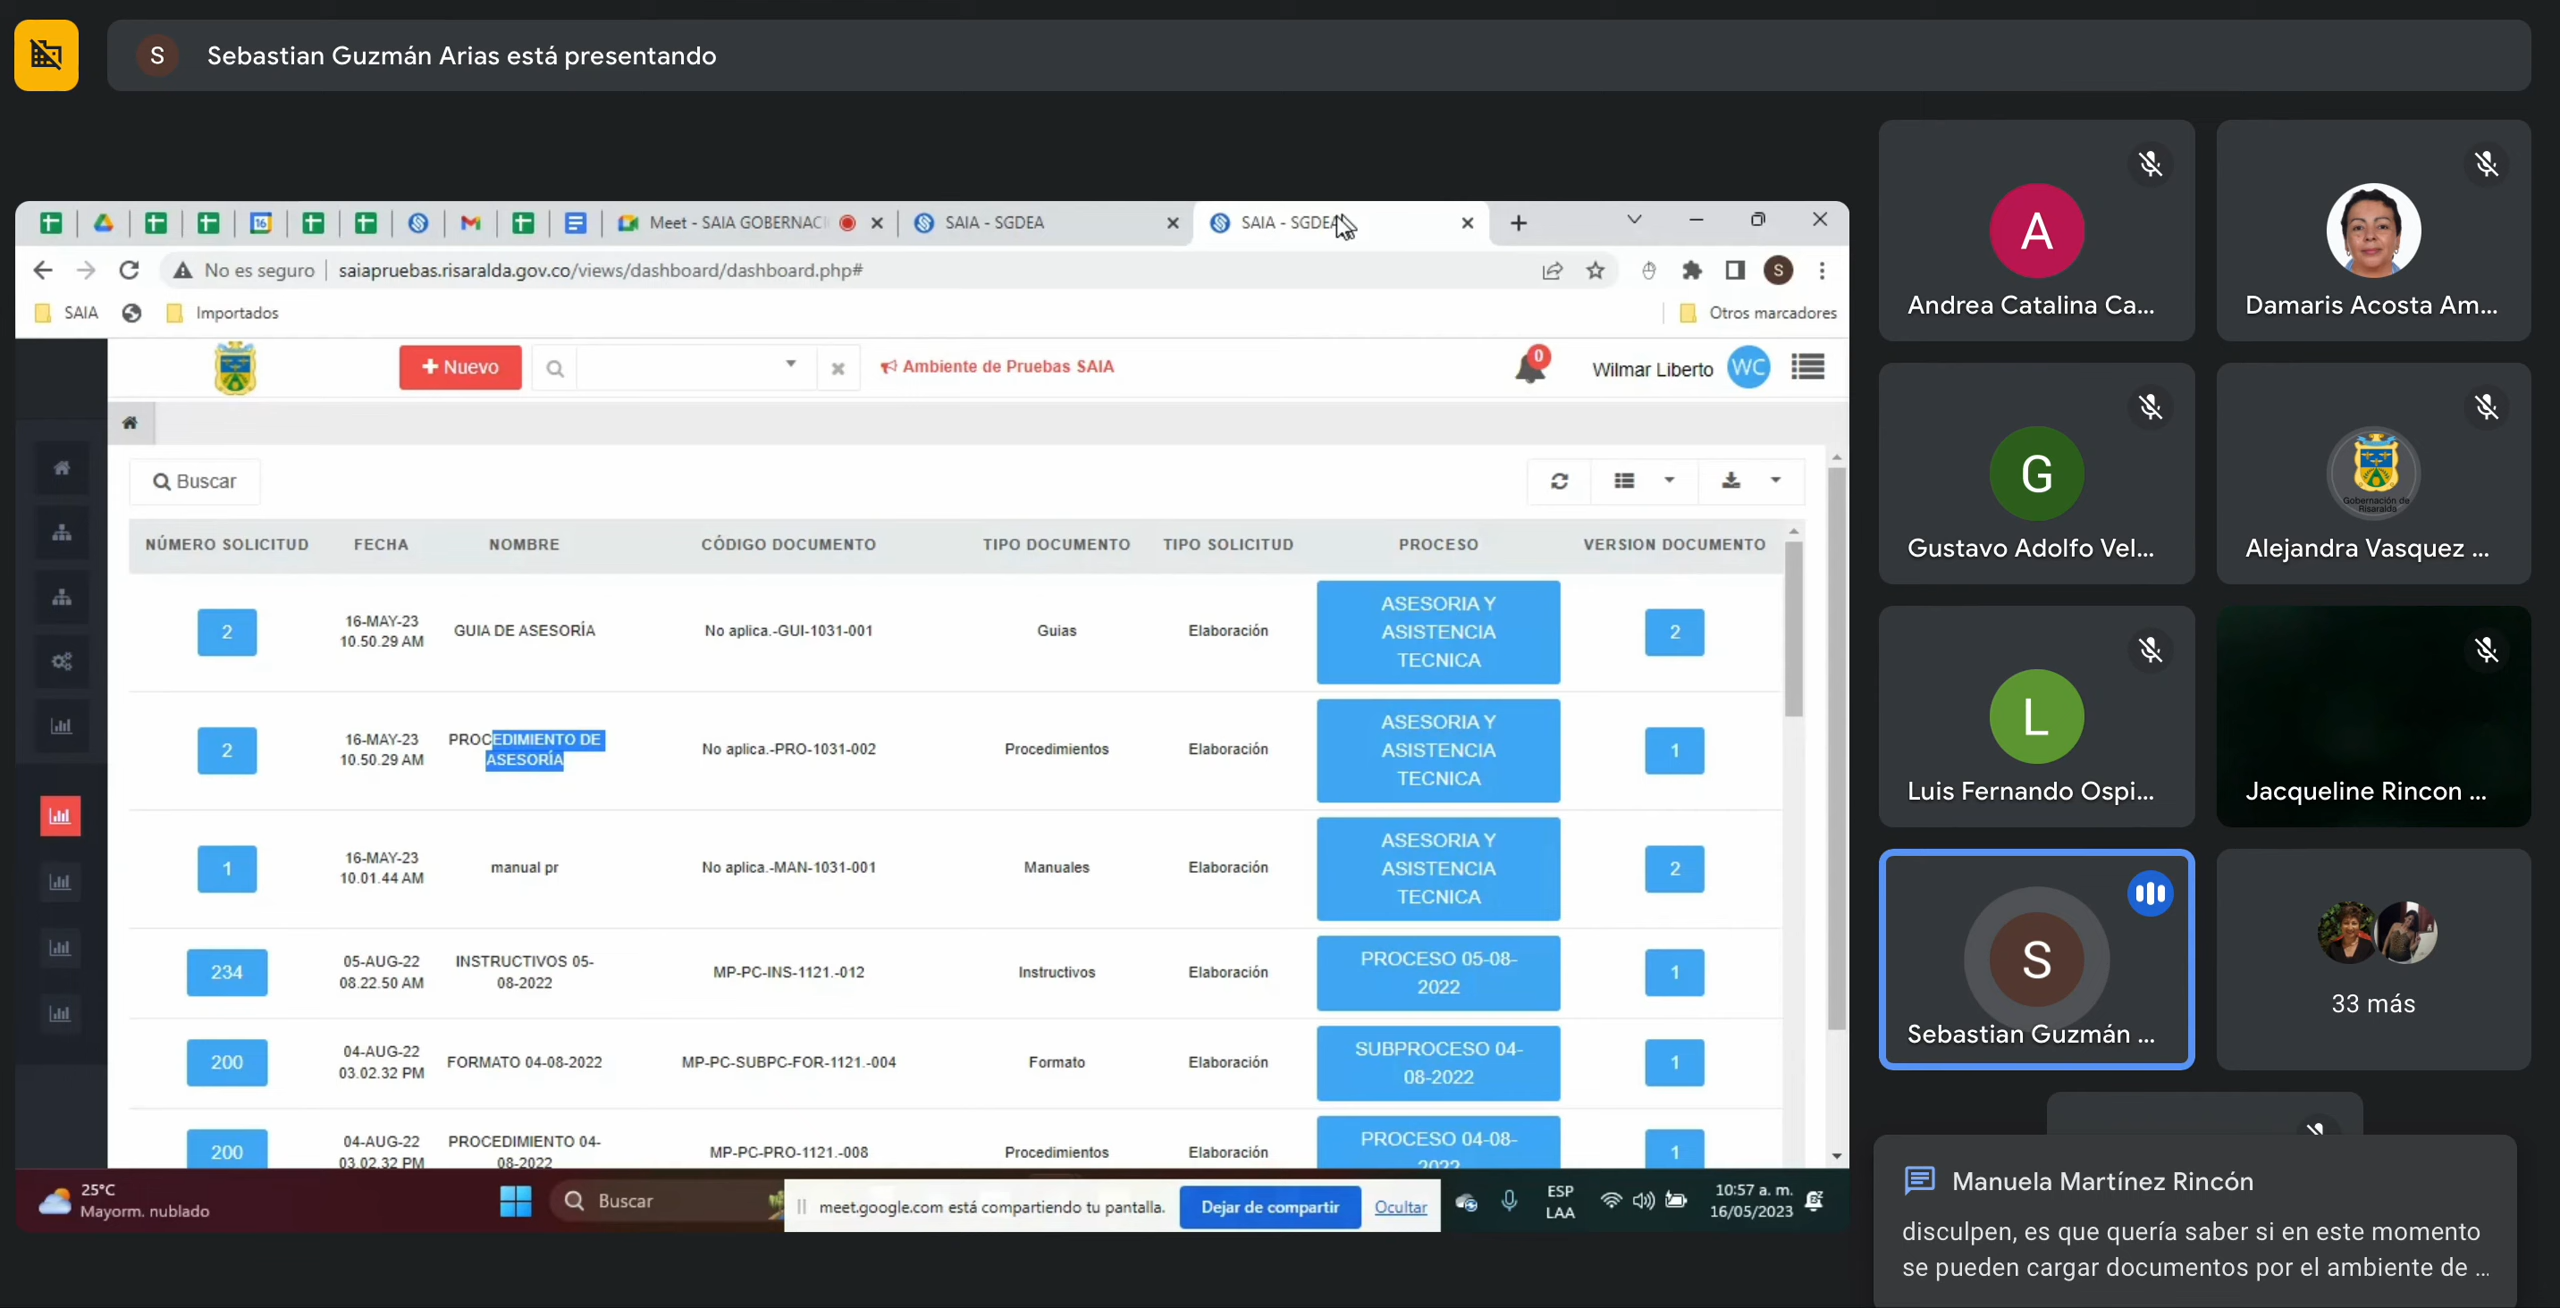 S Sebastian Guzmán Arias está presentando
Meet - SAIA GOBERNACI
SAIA - SGDEA
SAIA - SGDEA
No es seguro saiapruebas.risaralda.gov.co/views/dashboard/dashboard.php#
S
SAIA
Importados
Otros marcadores
+ Nuevo
Ambiente de Pruebas SAIA
0
Wilmar Liberto WC
Buscar
NÚMERO SOLICITUD FECHA NOMBRE CÓDIGO DOCUMENTO TIPO DOCUMENTO TIPO SOLICITUD PROCESO VERSION DOCUMENTO
2 16-MAY-23 10.50.29 AM GUIA DE ASESORÍA No aplica.-GUI-1031-001 Guias Elaboración ASESORIA Y ASISTENCIA TECNICA 2
2 16-MAY-23 10.50.29 AM PROCEDIMIENTO DE ASESORÍA No aplica.-PRO-1031-002 Procedimientos Elaboración ASESORIA Y ASISTENCIA TECNICA 1
1 16-MAY-23 10.01.44 AM manual pr No aplica.-MAN-1031-001 Manuales Elaboración ASESORIA Y ASISTENCIA TECNICA 2
234 05-AUG-22 08.22.50 AM INSTRUCTIVOS 05-08-2022 MP-PC-INS-1121.-012 Instructivos Elaboración PROCESO 05-08-2022 1
200 04-AUG-22 03.02.32 PM FORMATO 04-08-2022 MP-PC-SUBPC-FOR-1121.-004 Formato Elaboración SUBPROCESO 04-08-2022 1
200 04-AUG-22 03.02.32 PM PROCEDIMIENTO 04-08-2022 MP-PC-PRO-1121.-008 Procedimientos Elaboración PROCESO 04-08-2022 1
25°C
Mayorm. nublado
Buscar
meet.google.com está compartiendo tu pantalla.
Dejar de compartir
Ocultar
ESP
LAA
10:57 a. m.
16/05/2023
A
Andrea Catalina Ca...
Damaris Acosta Am...
G
Gustavo Adolfo Vel...
Gobernación de
Risaralda
Alejandra Vasquez ...
L
Luis Fernando Ospi...
Jacqueline Rincon ...
S
Sebastian Guzmán ...
33 más
Manuela Martínez Rincón
disculpen, es que quería saber si en este momento
se pueden cargar documentos por el ambiente de ...